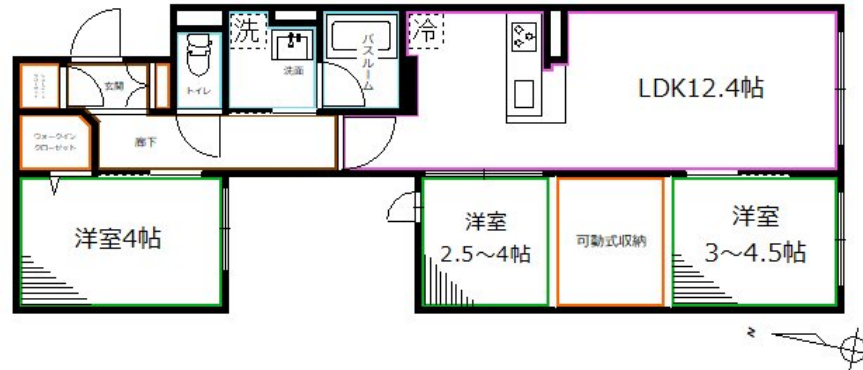 洗
冷
バスルーム
洗面
トイレ
玄関
LDK12.4帖
ウォークイン
クローゼット
廊下
洋室4帖
洋室
2.5～4帖
可動式収納
洋室
3～4.5帖
N